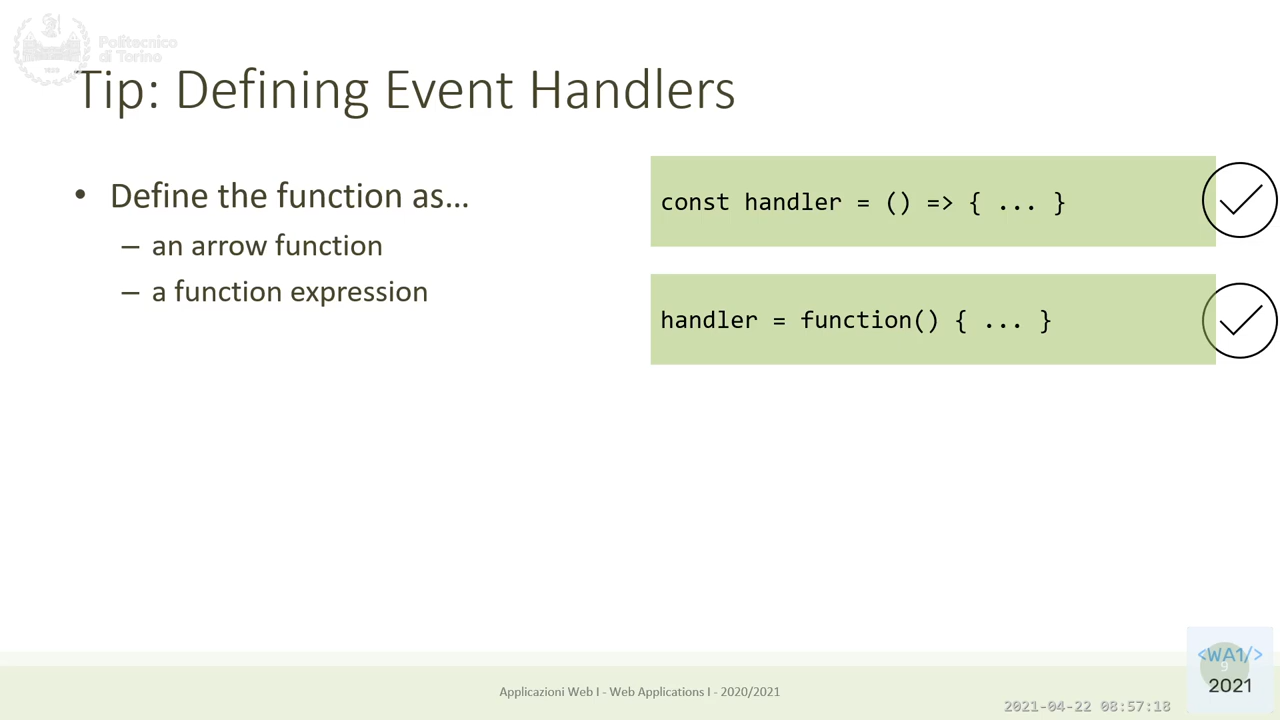 Politecnico
di Torino
Tip: Defining Event Handlers
• Define the function as…
– an arrow function
– a function expression
const handler = () => { ... }
handler = function() { ... }
Applicazioni Web I - Web Applications I - 2020/2021
<WA1/>
9
2021
2021-04-22 08:57:18